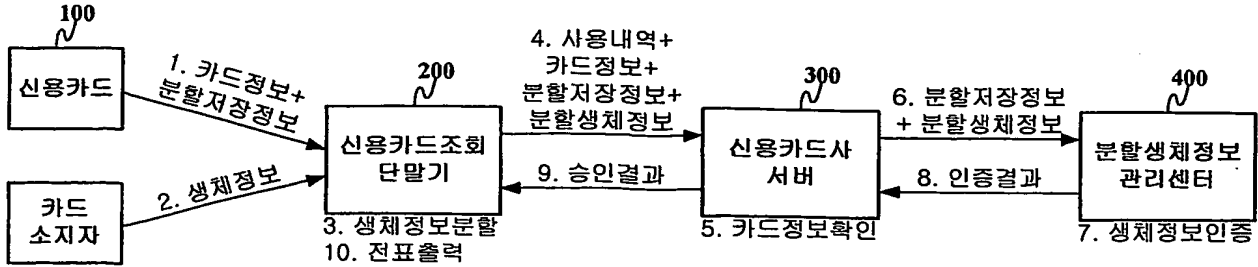 100
신용카드
1. 카드정보+
분할저장정보
카드
소지자
2. 생체정보
200
신용카드조회
단말기
3. 생체정보분할
10. 전표출력
4. 사용내역+
카드정보+
분할저장정보+
분할생체정보
9. 승인결과
300
신용카드사
서버
5. 카드정보확인
6. 분할저장정보
+ 분할생체정보
8. 인증결과
400
분할생체정보
관리센터
7. 생체정보인증